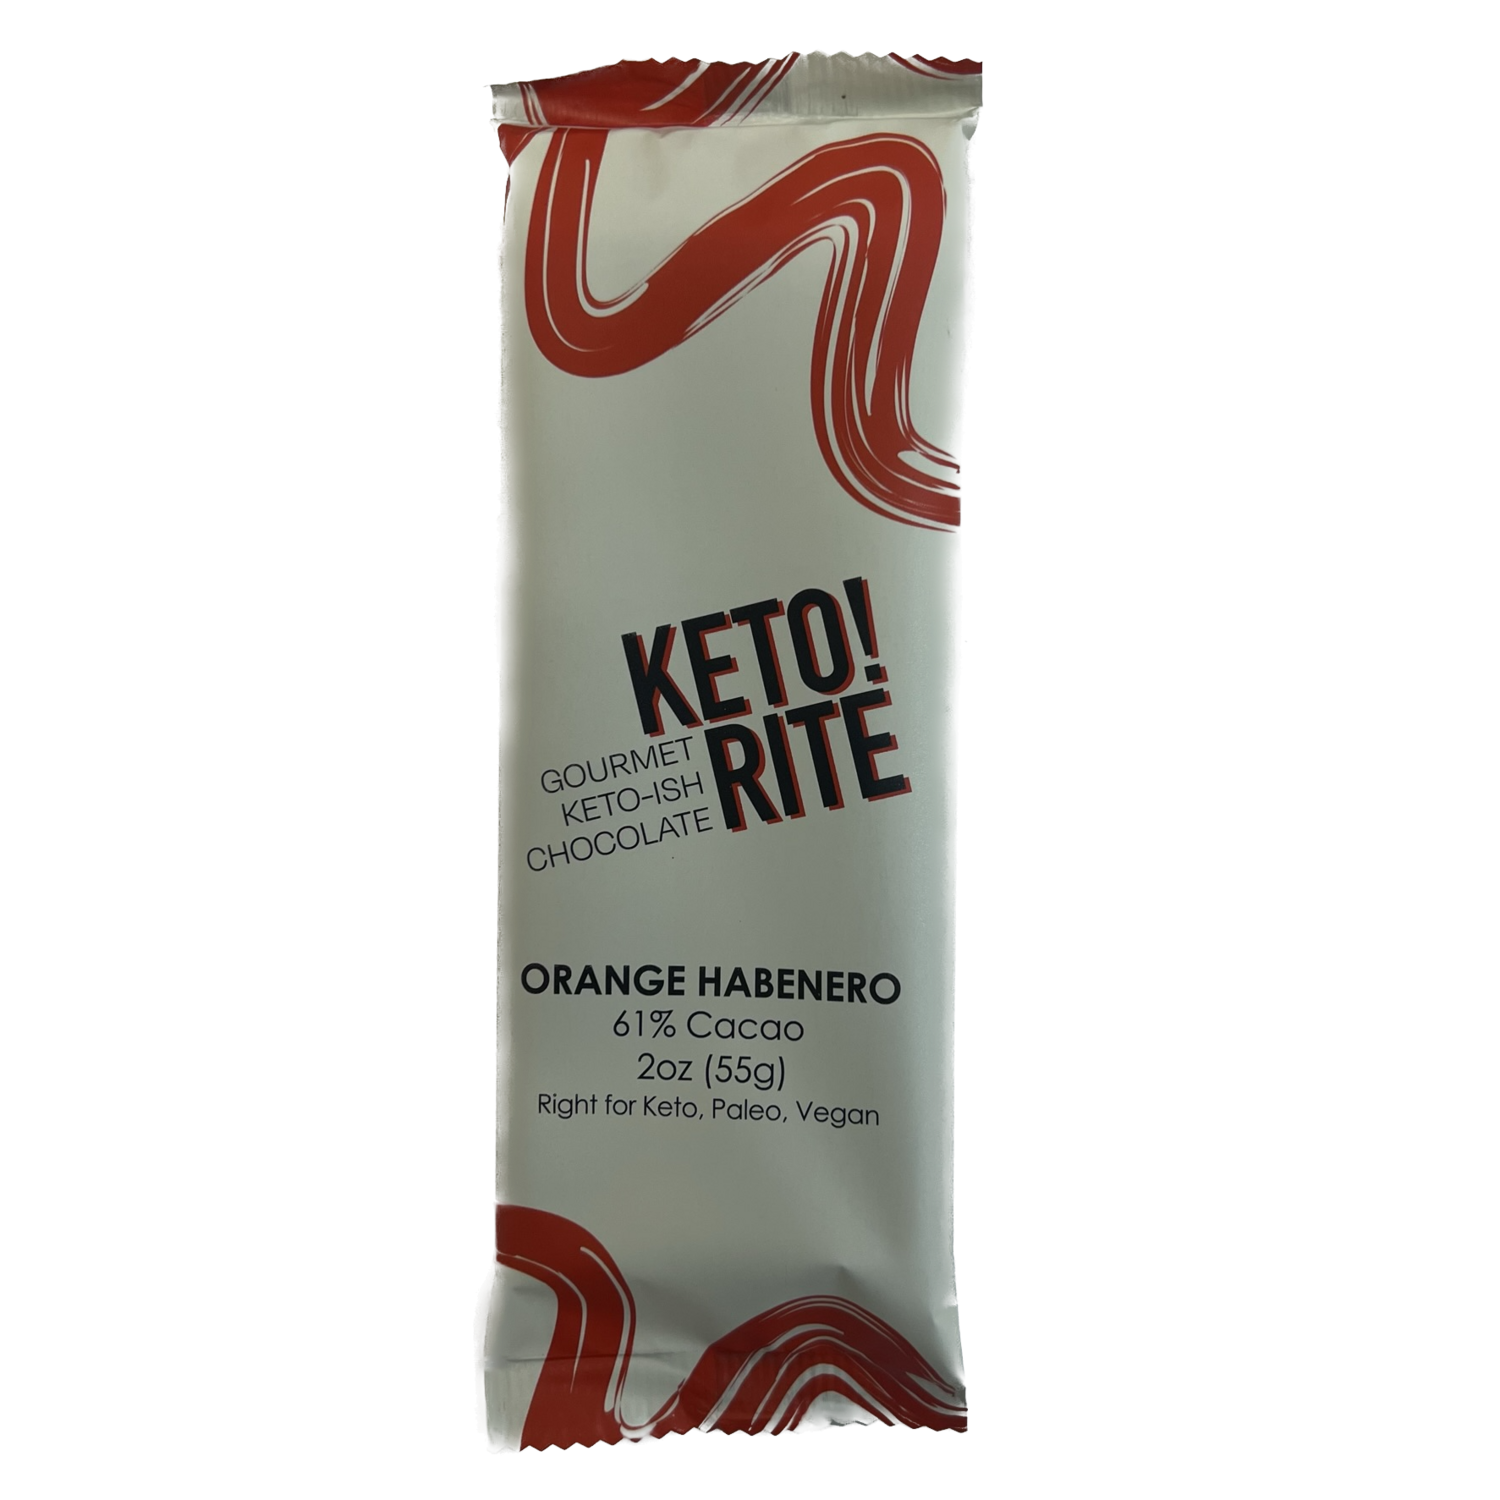 KETO!
RITE
GOURMET
KETO-ISH
CHOCOLATE
ORANGE HABENERO
61% Cacao
2oz (55g)
Right for Keto, Paleo, Vegan